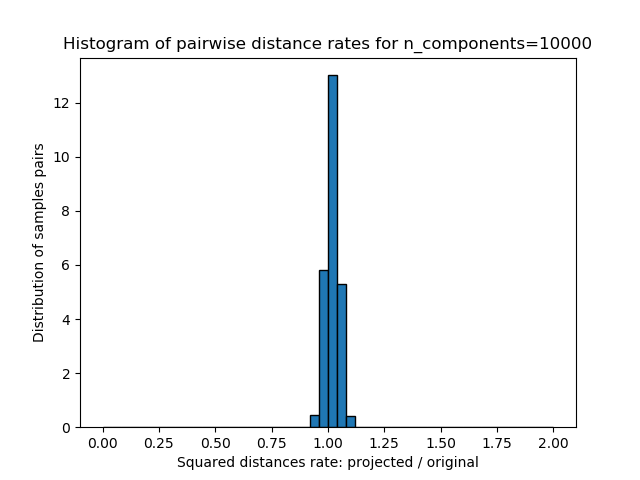 Histogram of pairwise distance rates for n_components=10000
12
10
8
6
4
2
0
Distribution of samples pairs
0.00 0.25 0.50 0.75 1.00 1.25 1.50 1.75 2.00
Squared distances rate: projected / original